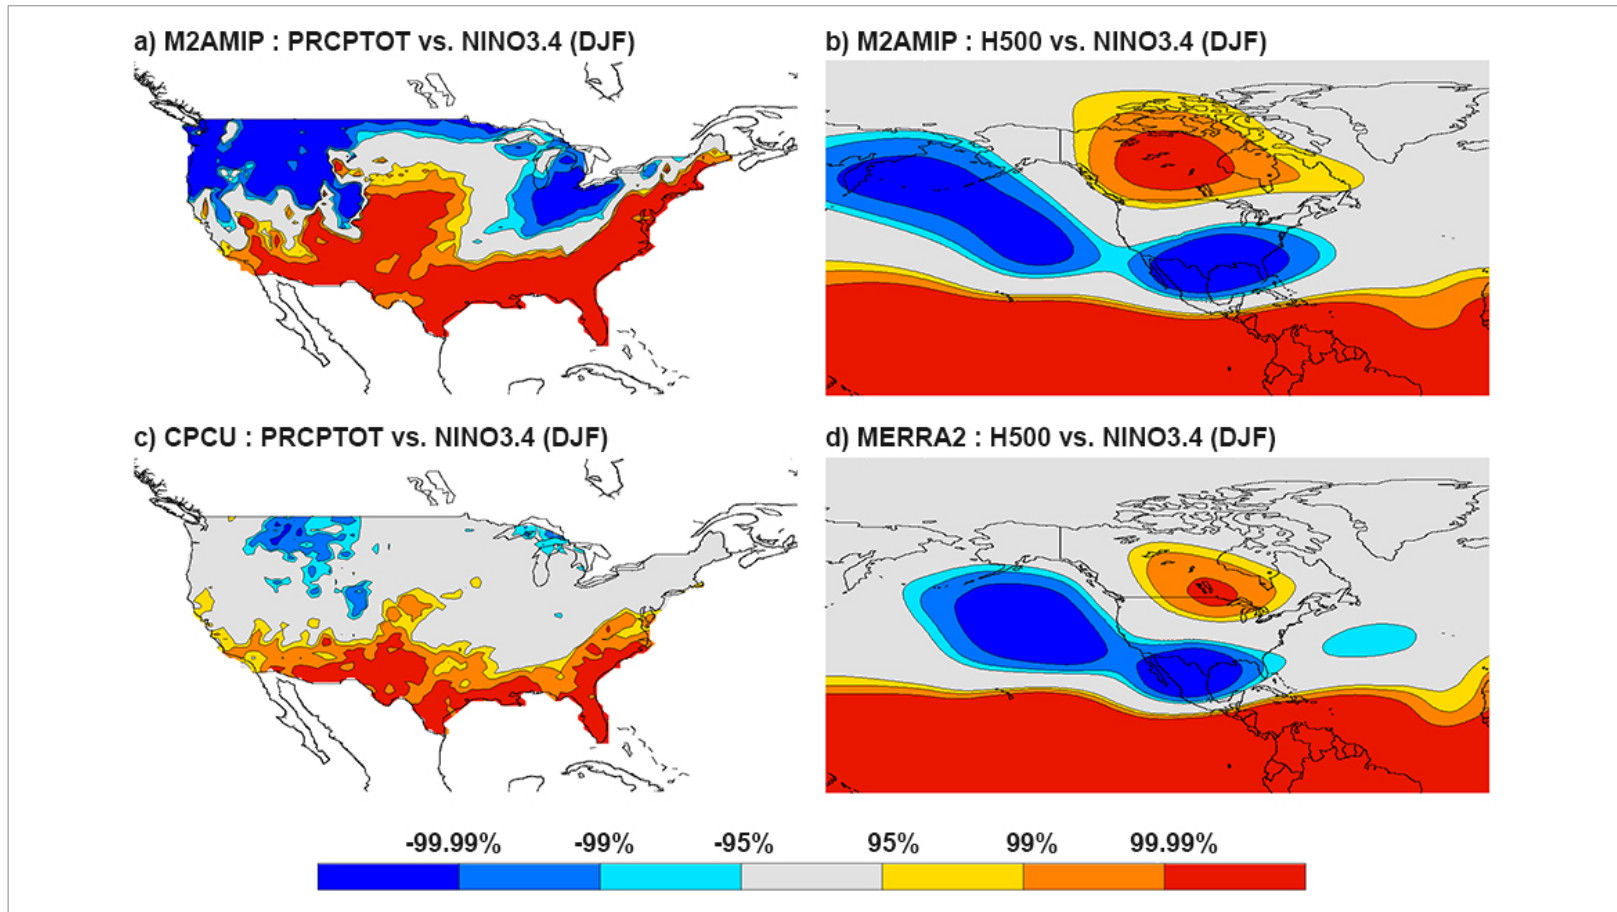 a) M2AMIP : PRCPTOT vs. NINO3.4 (DJF)
b) M2AMIP : H500 vs. NINO3.4 (DJF)
c) CPCU : PRCPTOT vs. NINO3.4 (DJF)
d) MERRA2 : H500 vs. NINO3.4 (DJF)
-99.99% -99% -95% 95% 99% 99.99%